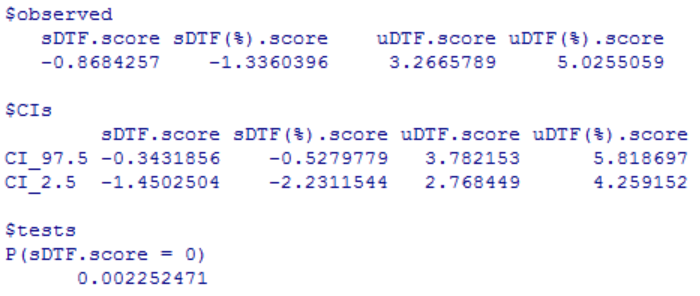 $observed
sDTF.score sDTF(%).score uDTF.score uDTF(%).score
-0.8684257 -1.3360396 3.2665789 5.0255059
$CIs
sDTF.score sDTF(%).score uDTF.score uDTF(%).score
CI_97.5 -0.3431856 -0.5279779 3.782153 5.818697
CI_2.5 -1.4502504 -2.2311544 2.768449 4.259152
$tests
P(sDTF.score = 0)
0.002252471